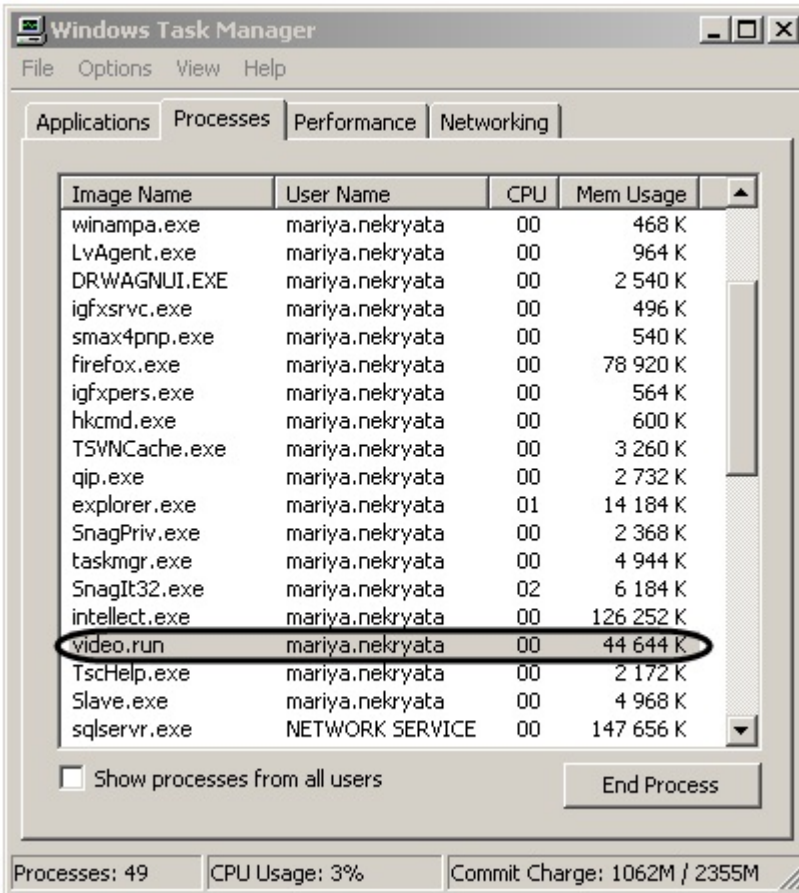 Windows Task Manager
File Options View Help
Applications Processes Performance Networking
Image Name User Name CPU Mem Usage
winampa.exe mariya.nekryata 00 468 K
LvAgent.exe mariya.nekryata 00 964 K
DRWAGNUI.EXE mariya.nekryata 00 2 540 K
igfxsrvc.exe mariya.nekryata 00 496 K
smax4pnp.exe mariya.nekryata 00 540 K
firefox.exe mariya.nekryata 00 78 920 K
igfxpers.exe mariya.nekryata 00 564 K
hkcmd.exe mariya.nekryata 00 600 K
TSVNCache.exe mariya.nekryata 00 3 260 K
qip.exe mariya.nekryata 00 2 732 K
explorer.exe mariya.nekryata 01 14 184 K
SnagPriv.exe mariya.nekryata 00 2 368 K
taskmgr.exe mariya.nekryata 00 4 944 K
SnagIt32.exe mariya.nekryata 02 6 184 K
intellect.exe mariya.nekryata 00 126 252 K
video.run mariya.nekryata 00 44 644 K
TscHelp.exe mariya.nekryata 00 2 172 K
Slave.exe mariya.nekryata 00 4 968 K
sqlservr.exe NETWORK SERVICE 00 147 656 K
Show processes from all users End Process
Processes: 49 CPU Usage: 3% Commit Charge: 1062M / 2355M